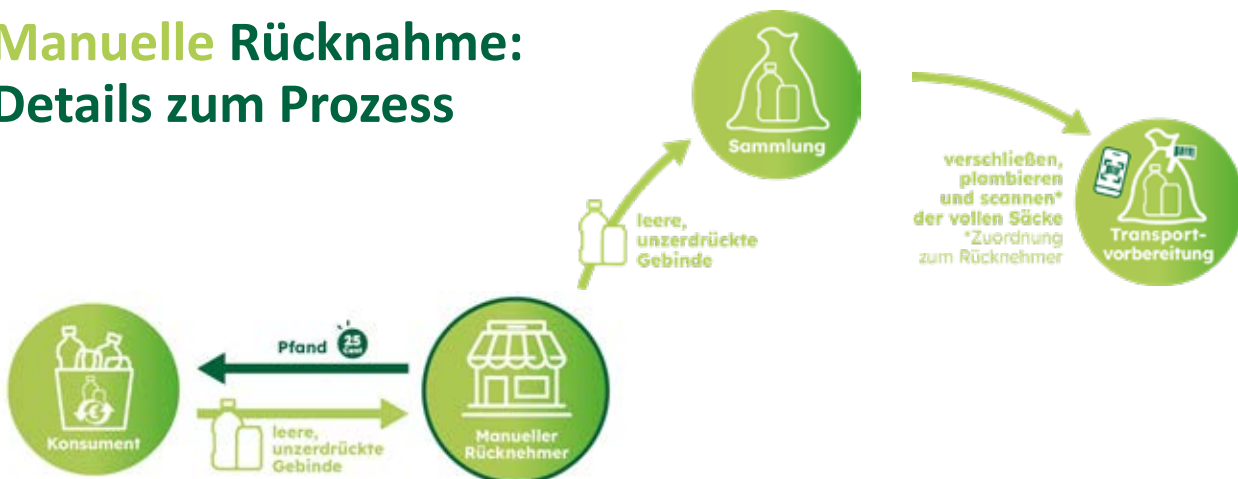 Manuelle Rücknahme:
Details zum Prozess
Sammlung
leere,
unzerdrückte
Gebinde
verschließen,
plombieren
und scannen*
der vollen Säcke
*Zuordnung
zum Rücknehmer
Transport-
vorbereitung
Pfand 25
Cent
Konsument
leere,
unzerdrückte
Gebinde
Manueller
Rücknehmer